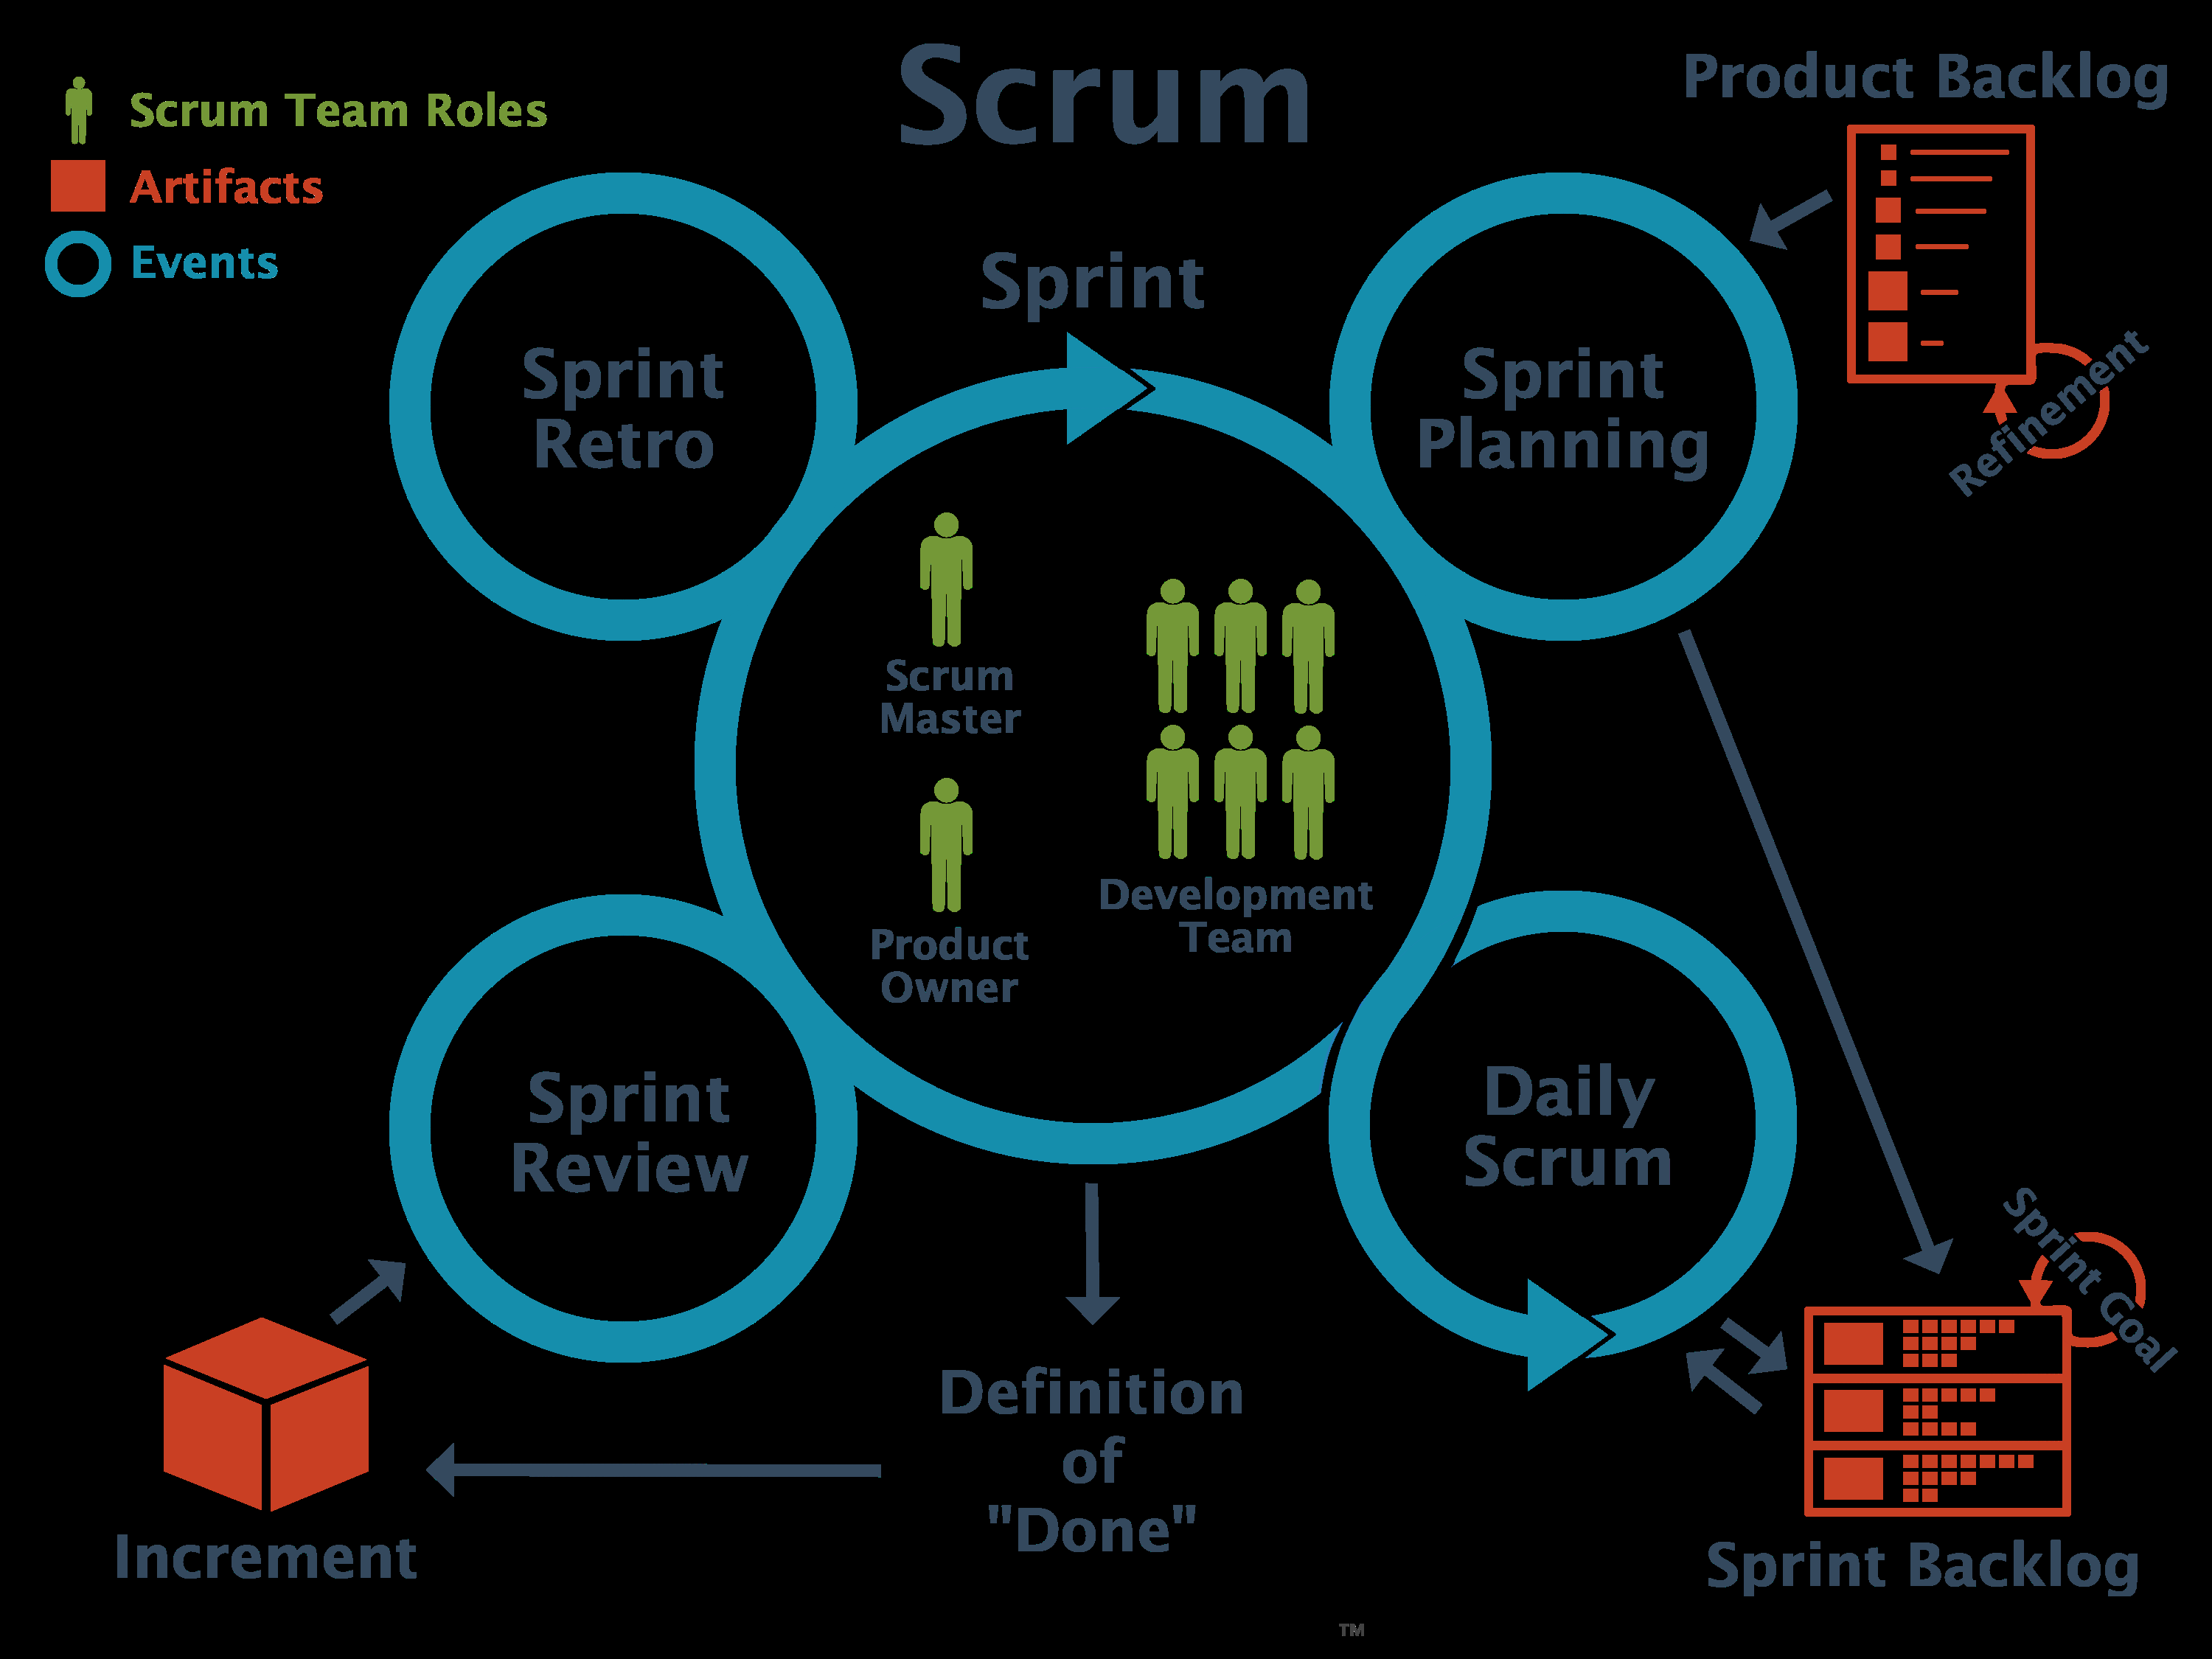 Scrum
Scrum Team Roles
Artifacts
Events
Product Backlog
Refinement
Sprint
Sprint
Retro
Sprint
Planning
Scrum
Master
Product
Owner
Development
Team
Sprint
Review
Daily
Scrum
Sprint Goal
Definition
of
"Done"
Increment
Sprint Backlog
TM